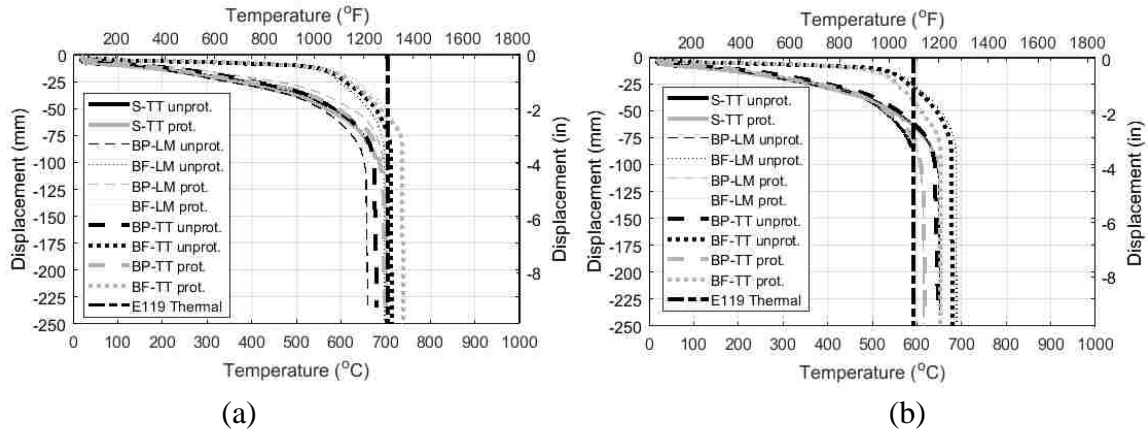 Temperature (°F)
200 400 600 800 1000 1200 1400 1600 1800
0
-25
-50
-75
-100
-125
-150
-175
-200
-225
-250
Displacement (mm)
S-TT unprot.
S-TT prot.
BP-LM unprot.
BF-LM unprot.
BP-LM prot.
BF-LM prot.
BP-TT unprot.
BF-TT unprot.
BP-TT prot.
BF-TT prot.
E119 Thermal
0
-2
-4
-6
-8
Displacement (in)
0 100 200 300 400 500 600 700 800 900 1000
Temperature (°C)
(a)
Temperature (°F)
200 400 600 800 1000 1200 1400 1600 1800
0
-25
-50
-75
-100
-125
-150
-175
-200
-225
-250
Displacement (mm)
S-TT unprot.
S-TT prot.
BP-LM unprot.
BF-LM unprot.
BP-LM prot.
BF-LM prot.
BP-TT unprot.
BF-TT unprot.
BP-TT prot.
BF-TT prot.
E119 Thermal
0
-2
-4
-6
-8
Displacement (in)
0 100 200 300 400 500 600 700 800 900 1000
Temperature (°C)
(b)